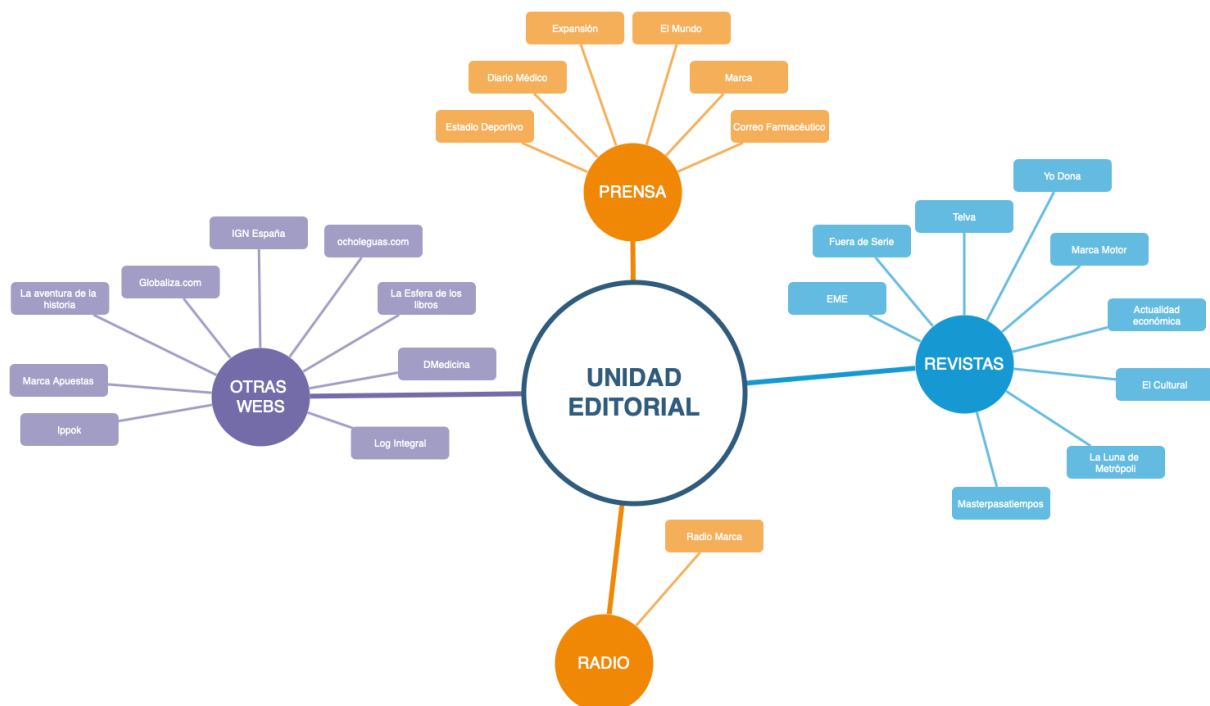 Expansión
El Mundo
Diario Médico
Marca
Estadio Deportivo
Correo Farmacéutico
PRENSA
Yo Dona
Telva
Fuera de Serie
Marca Motor
EME
Actualidad
económica
REVISTAS
El Cultural
La Luna de
Metrópoli
Masterpasatiempos
IGN España
ocholeguas.com
Globaliza.com
La aventura de la
historia
La Esfera de los
libros
DMedicina
Marca Apuestas
OTRAS
WEBS
Ippok
Log Integral
UNIDAD
EDITORIAL
Radio Marca
RADIO